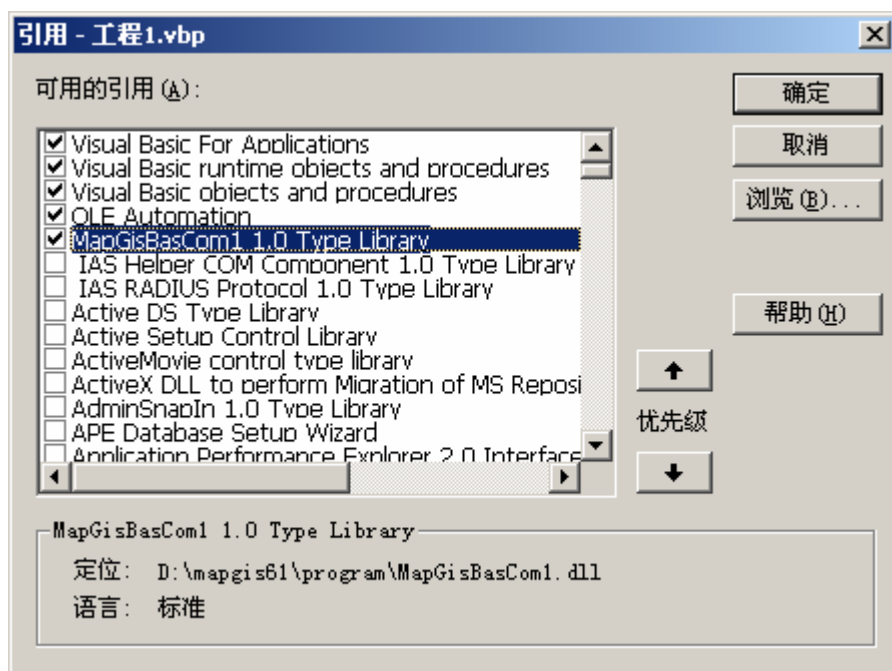 引用 - 工程1.vbp
可用的引用(A):
Visual Basic For Applications
Visual Basic runtime objects and procedures
Visual Basic objects and procedures
OLE Automation
MapGisBasCom1 1.0 Type Library
IAS Helper COM Component 1.0 Type Library
IAS RADIUS Protocol 1.0 Type Library
Active DS Type Library
Active Setup Control Library
ActiveMovie control type library
ActiveX DLL to perform Migration of MS Reposi
AdminSnapIn 1.0 Type Library
APE Database Setup Wizard
Application Performance Explorer 2.0 Interface
确定
取消
浏览(B)...
帮助(H)
优先级
MapGisBasCom1 1.0 Type Library
定位: D:\mapgis61\program\MapGisBasCom1.dll
语言: 标准